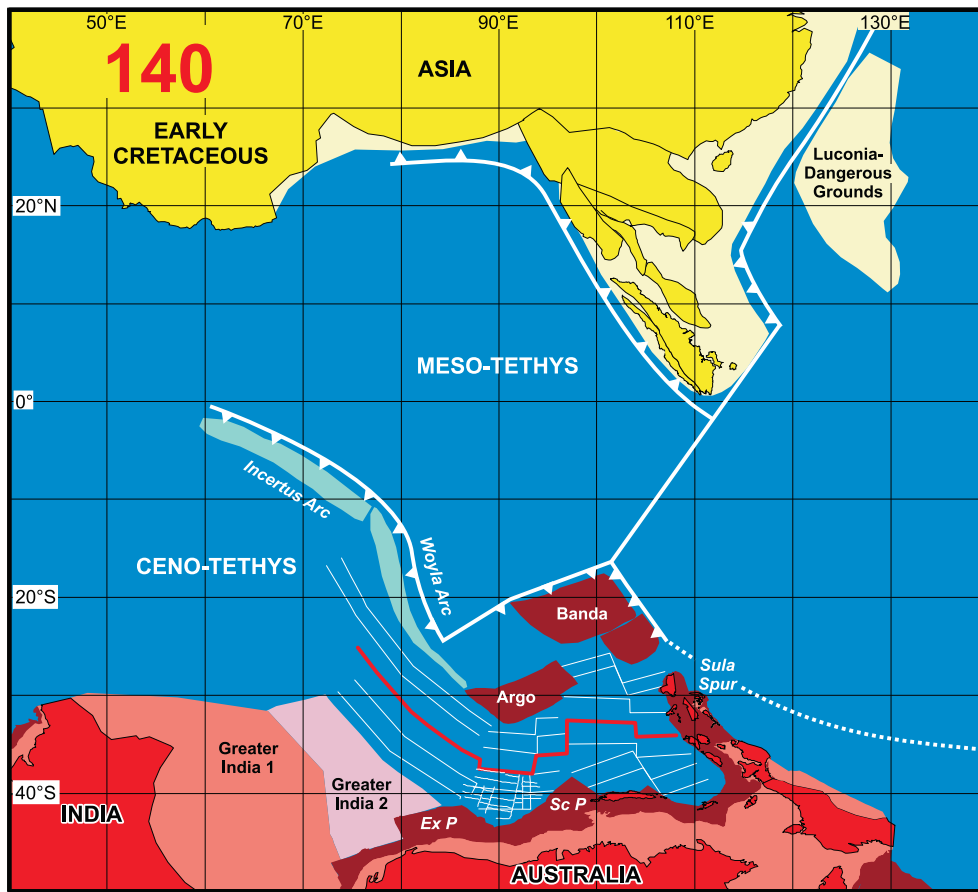 50°E
70°E
90°E
110°E
130°E
140
ASIA
EARLY
CRETACEOUS
Luconia-
Dangerous
Grounds
20°N
MESO-TETHYS
0°
Incertus Arc
Woyla Arc
CENO-TETHYS
20°S
Banda
Sula
Spur
Argo
Greater
India 1
Greater
India 2
40°S
Sc P
Ex P
INDIA
AUSTRALIA